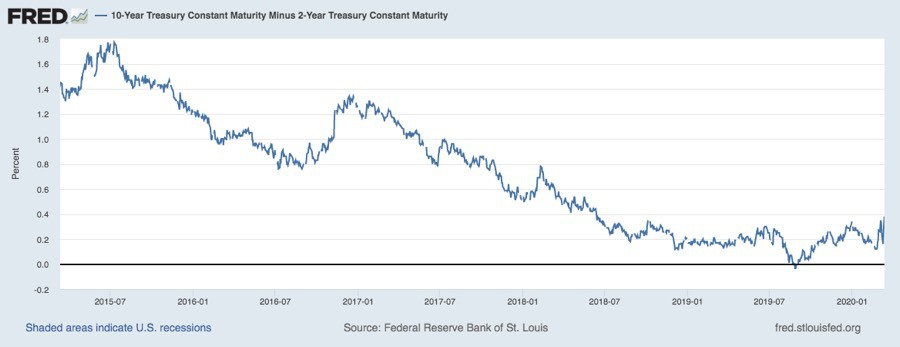 FRED 10-Year Treasury Constant Maturity Minus 2-Year Treasury Constant Maturity
Percent
1.8
1.6
1.4
1.2
1.0
0.8
0.6
0.4
0.2
0.0
-0.2
2015-07 2016-01 2016-07 2017-01 2017-07 2018-01 2018-07 2019-01 2019-07 2020-01
Shaded areas indicate U.S. recessions Source: Federal Reserve Bank of St. Louis fred.stlouisfed.org